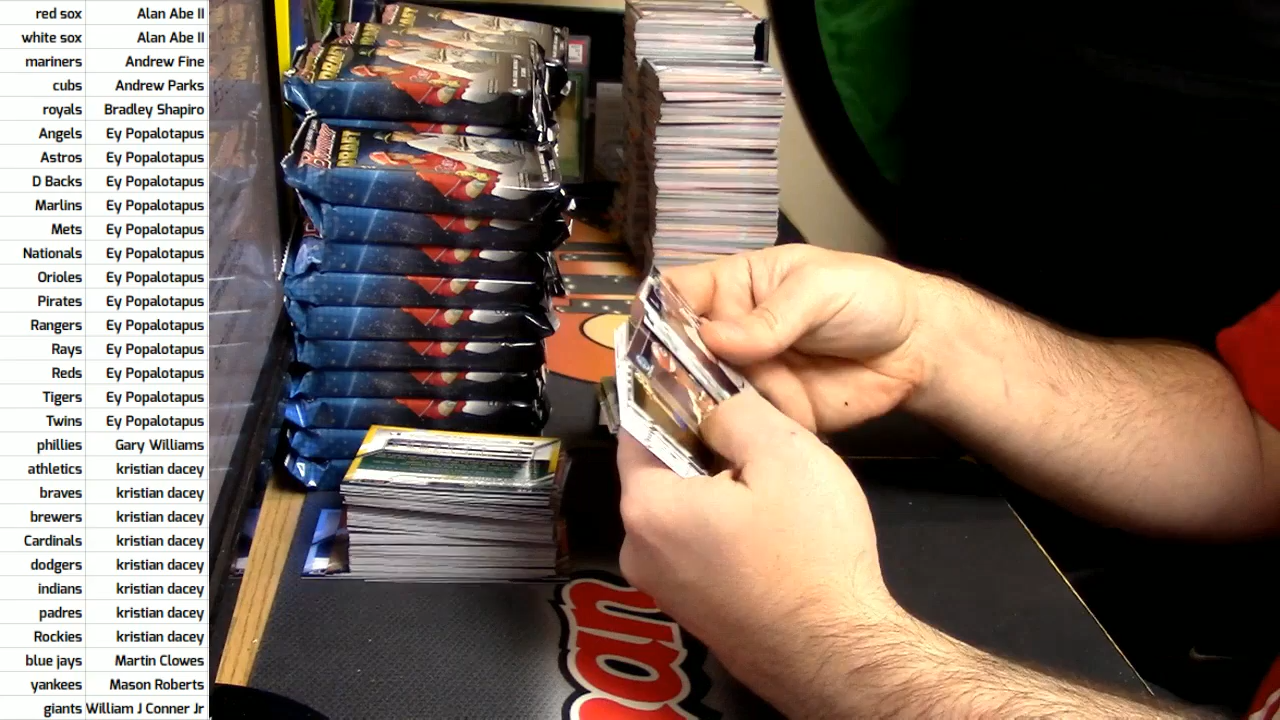 red sox Alan Abe II
white sox Alan Abe II
mariners Andrew Fine
cubs Andrew Parks
royals Bradley Shapiro
Angels Ey Popalotapus
Astros Ey Popalotapus
D Backs Ey Popalotapus
Marlins Ey Popalotapus
Mets Ey Popalotapus
Nationals Ey Popalotapus
Orioles Ey Popalotapus
Pirates Ey Popalotapus
Rangers Ey Popalotapus
Rays Ey Popalotapus
Reds Ey Popalotapus
Tigers Ey Popalotapus
Twins Ey Popalotapus
phillies Gary Williams
athletics kristian dacey
braves kristian dacey
brewers kristian dacey
Cardinals kristian dacey
dodgers kristian dacey
indians kristian dacey
padres kristian dacey
Rockies kristian dacey
blue jays Martin Clowes
yankees Mason Roberts
giants William J Conner Jr
Bowman
DRAFT